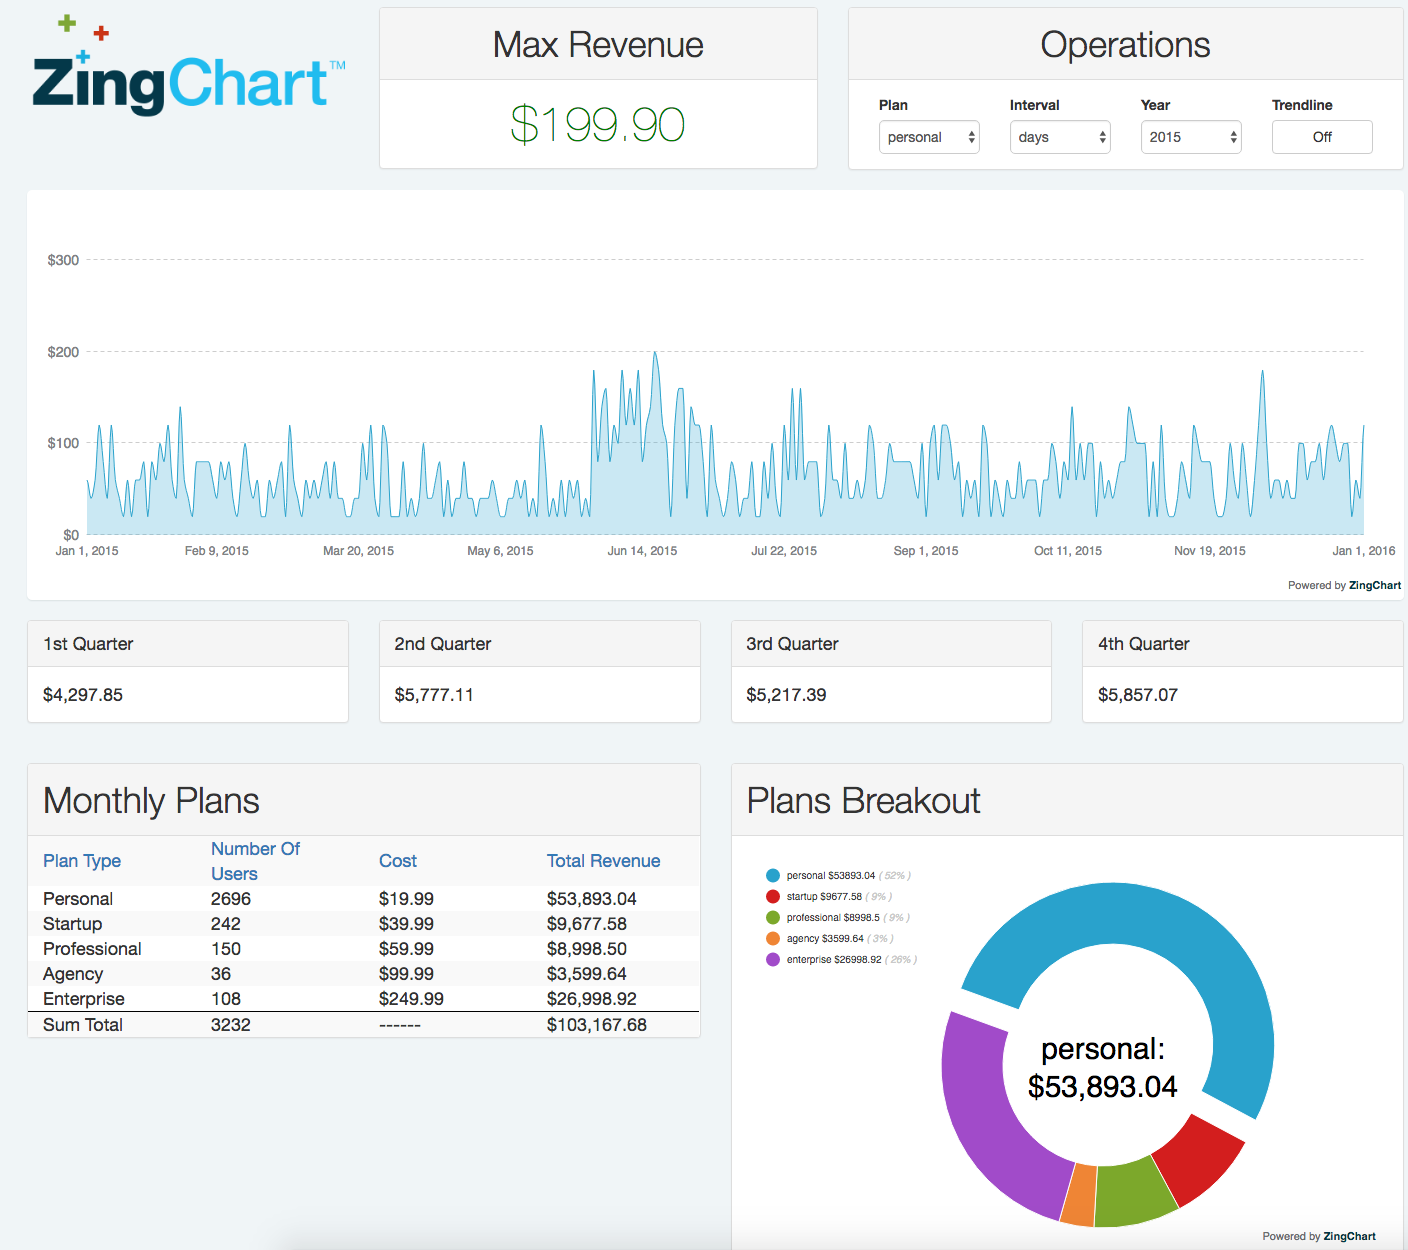 ZingChart™
Max Revenue
$199.90
Operations
Plan Interval Year Trendline
personal days 2015 Off
$300
$200
$100
$0
Jan 1, 2015 Feb 9, 2015 Mar 20, 2015 May 6, 2015 Jun 14, 2015 Jul 22, 2015 Sep 1, 2015 Oct 11, 2015 Nov 19, 2015 Jan 1, 2016
Powered by ZingChart
1st Quarter
$4,297.85
2nd Quarter
$5,777.11
3rd Quarter
$5,217.39
4th Quarter
$5,857.07
Monthly Plans
Plan Type Number Of Users Cost Total Revenue
Personal 2696 $19.99 $53,893.04
Startup 242 $39.99 $9,677.58
Professional 150 $59.99 $8,998.50
Agency 36 $99.99 $3,599.64
Enterprise 108 $249.99 $26,998.92
Sum Total 3232 ------ $103,167.68
Plans Breakout
personal $53893.04 ( 52% )
startup $9677.58 ( 9% )
professional $8998.5 ( 9% )
agency $3599.64 ( 3% )
enterprise $26998.92 ( 26% )
personal:
$53,893.04
Powered by ZingChart